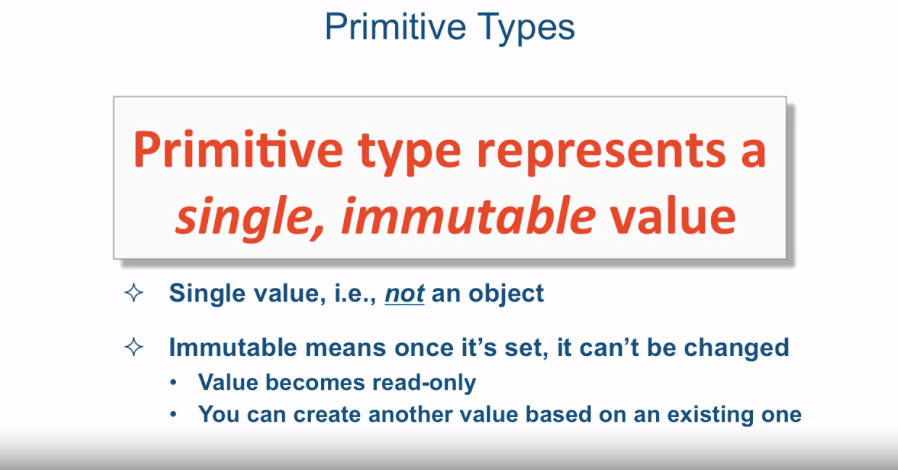 Primitive Types
Primitive type represents a
single, immutable value
Single value, i.e., not an object
Immutable means once it's set, it can't be changed
Value becomes read-only
You can create another value based on an existing one